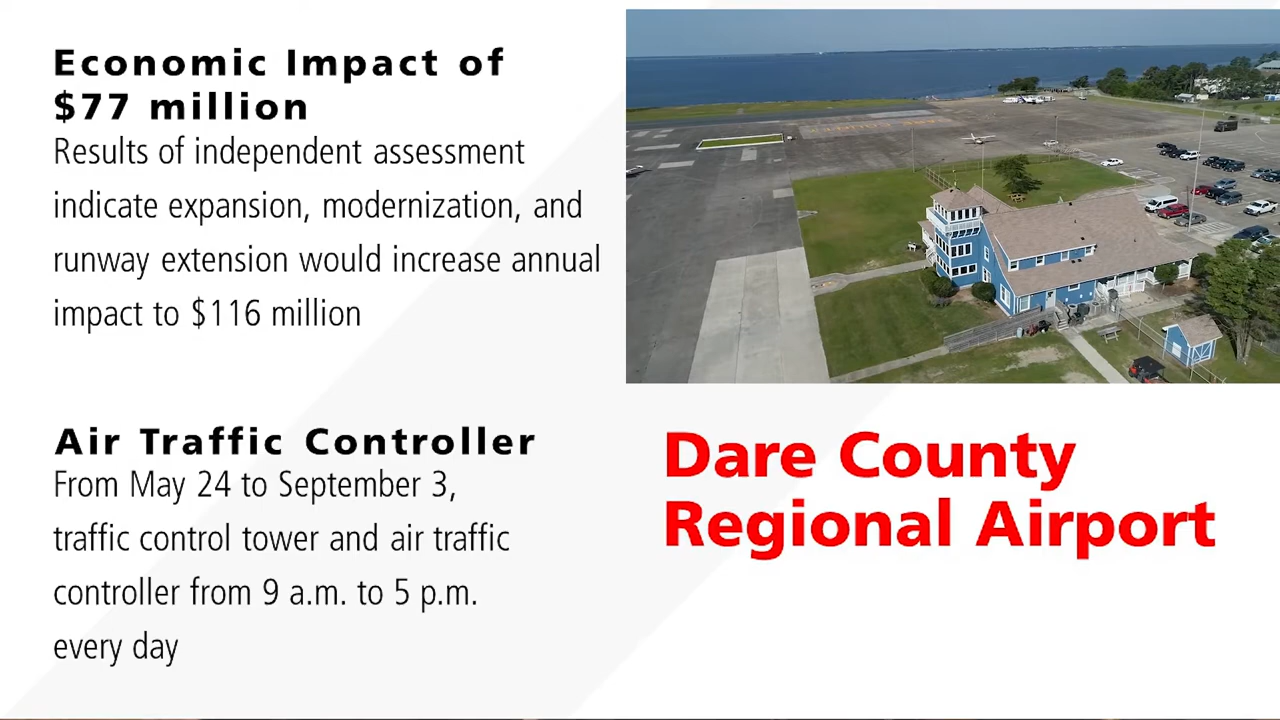 Economic Impact of
$77 million
Results of independent assessment
indicate expansion, modernization, and
runway extension would increase annual
impact to $116 million
Air Traffic Controller
From May 24 to September 3,
traffic control tower and air traffic
controller from 9 a.m. to 5 p.m.
every day
Dare County
Regional Airport